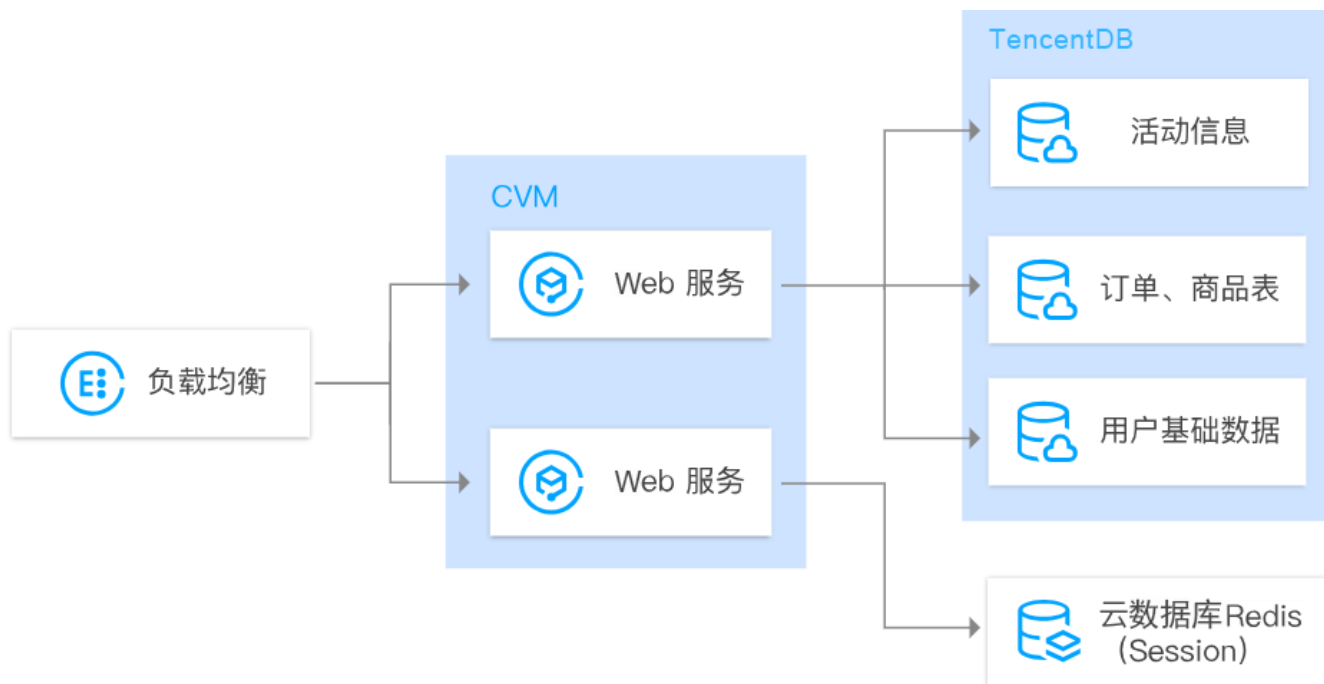 TencentDB
活动信息
CVM
Web 服务
订单、商品表
负载均衡
用户基础数据
Web 服务
云数据库Redis
（Session）